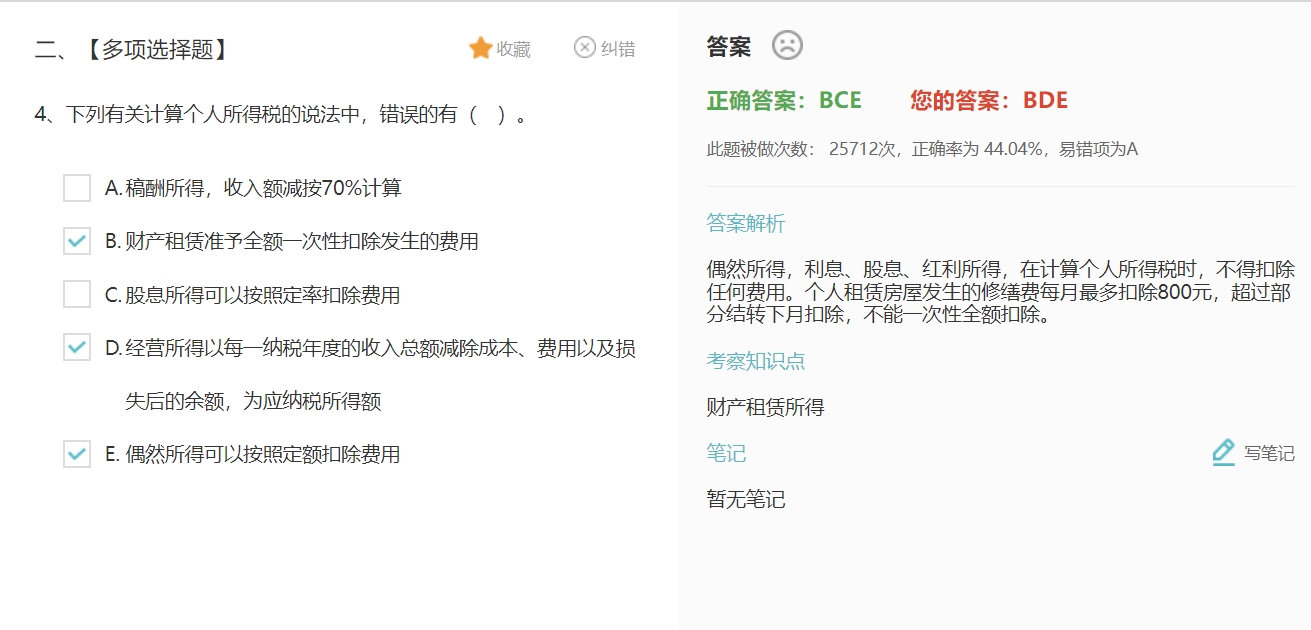 二、【多项选择题】
收藏
纠错
4、下列有关计算个人所得税的说法中，错误的有（ ）。
A.稿酬所得，收入额减按70%计算
B.财产租赁准予全额一次性扣除发生的费用
C.股息所得可以按照定率扣除费用
D.经营所得以每一纳税年度的收入总额减除成本、费用以及损
失后的余额，为应纳税所得额
E.偶然所得可以按照定额扣除费用
答案
正确答案：BCE 您的答案：BDE
此题被做次数： 25712次，正确率为 44.04%，易错项为A
答案解析
偶然所得，利息、股息、红利所得，在计算个人所得税时，不得扣除
任何费用。个人租赁房屋发生的修缮费每月最多扣除800元，超过部
分结转下月扣除，不能一次性全额扣除。
考察知识点
财产租赁所得
笔记
写笔记
暂无笔记